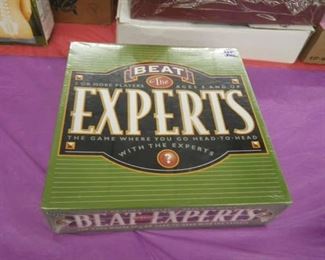 BEAT
The
2 OR MORE PLAYERS
AGES 8 AND UP
EXPERTS
THE GAME WHERE YOU GO HEAD-TO-HEAD
WITH THE EXPERTS
?
BEAT The EXPERTS